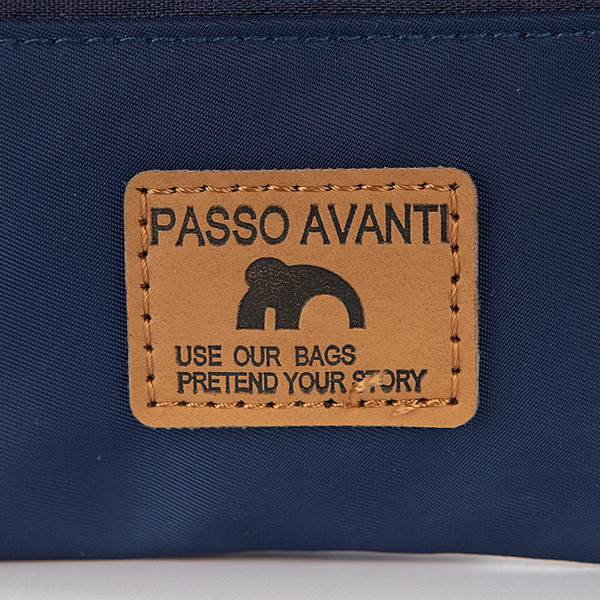 PASSO AVANTI
USE OUR BAGS
PRETEND YOUR STORY